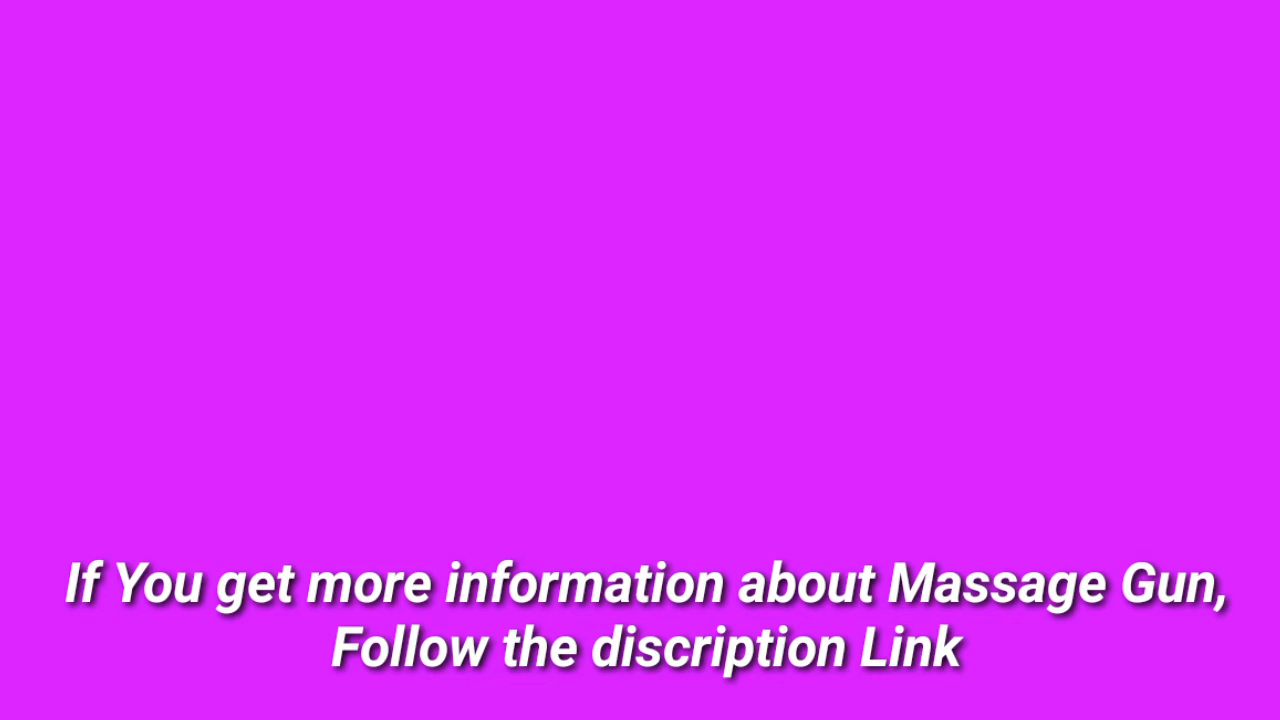 If You get more information about Massage Gun,
Follow the discription Link